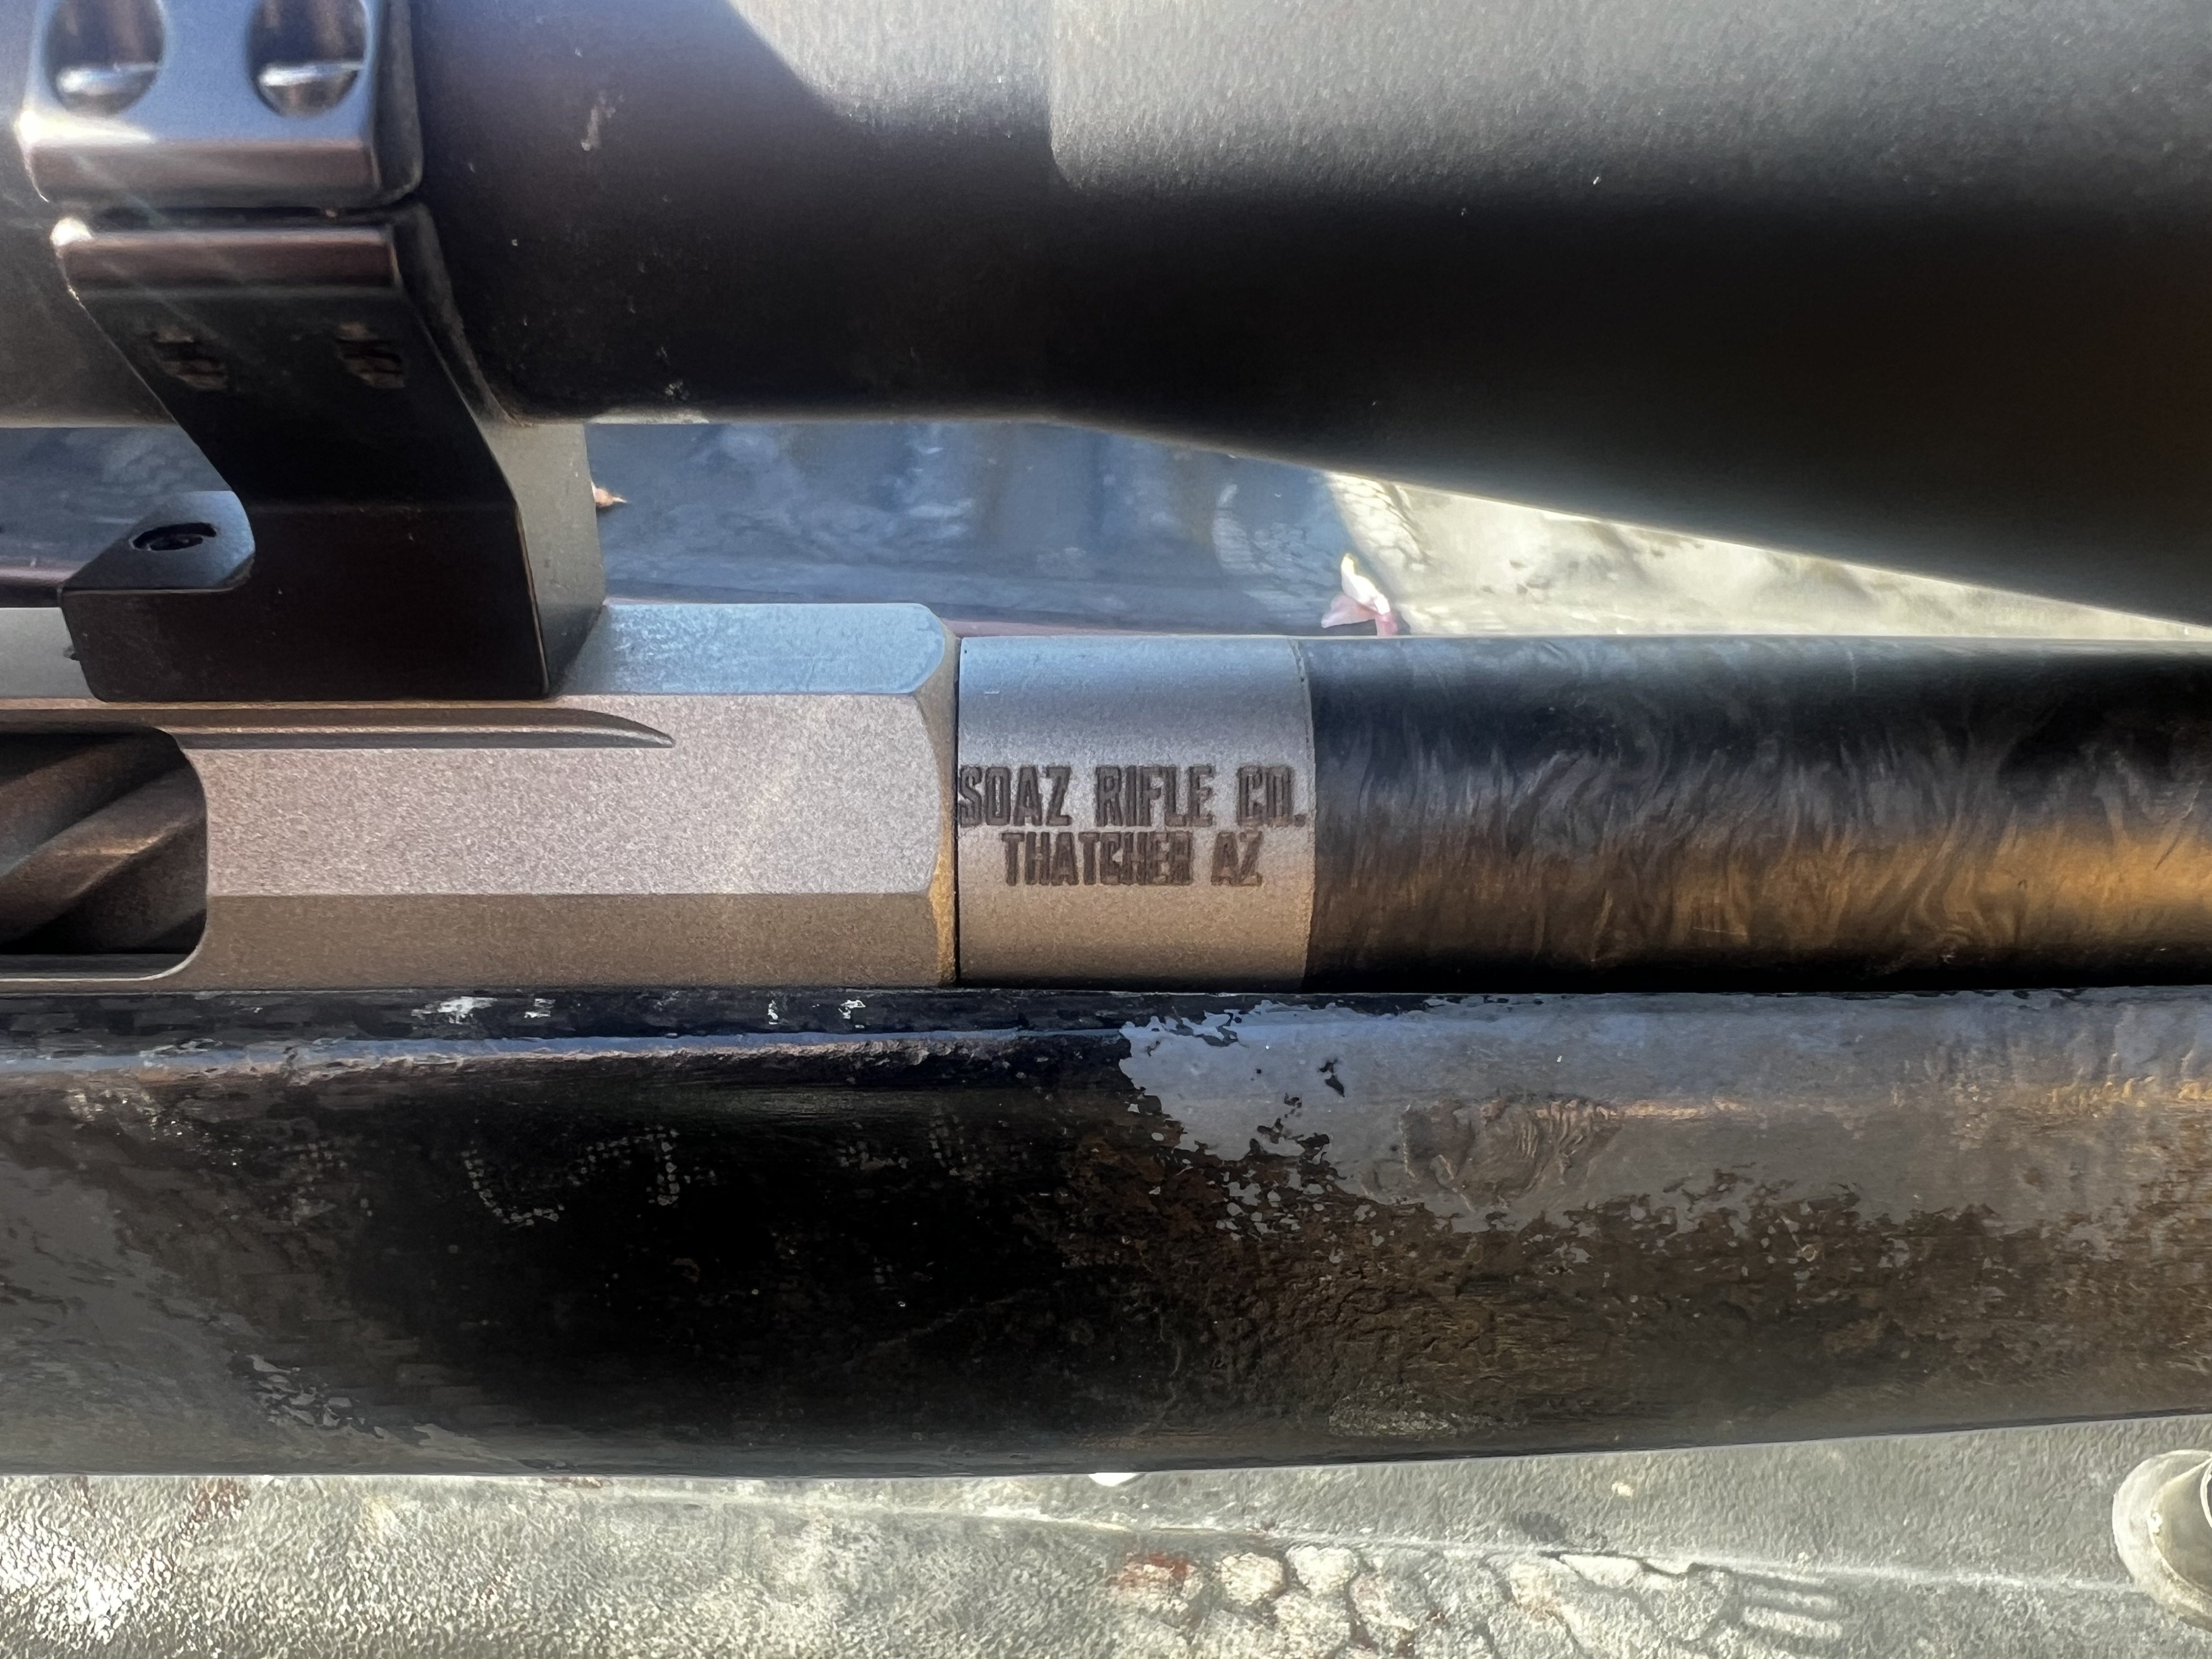 SOAZ RIFLE CO.
THATCHER AZ